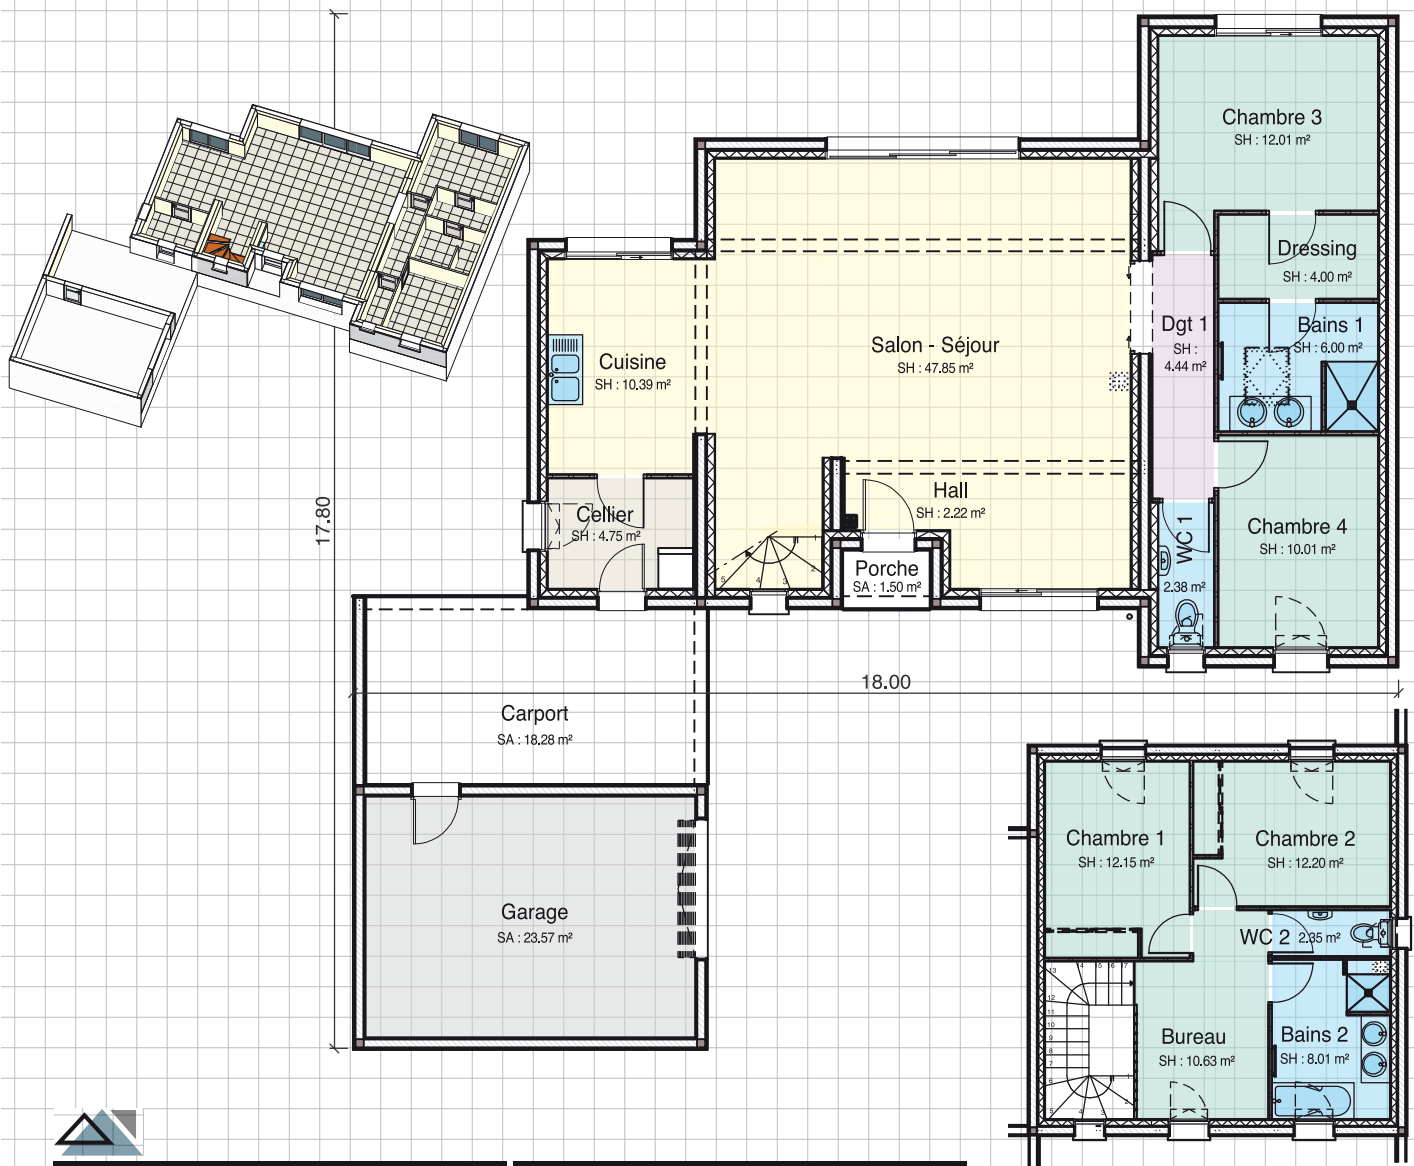 Chambre 3
SH : 12.01 m²
Dressing
SH : 4.00 m²
Dgt 1
SH :
4.44 m²
Bains 1
SH : 6.00 m²
Salon - Séjour
SH : 47.85 m²
Cuisine
SH : 10.39 m²
Cellier
SH : 4.75 m²
Hall
SH : 2.22 m²
Porche
SA : 1.50 m²
WC 1
2.38 m²
Chambre 4
SH : 10.01 m²
17.80
18.00
Carport
SA : 18.28 m²
Garage
SA : 23.57 m²
Chambre 1
SH : 12.15 m²
Chambre 2
SH : 12.20 m²
WC 2 2.35 m²
Bureau
SH : 10.63 m²
Bains 2
SH : 8.01 m²